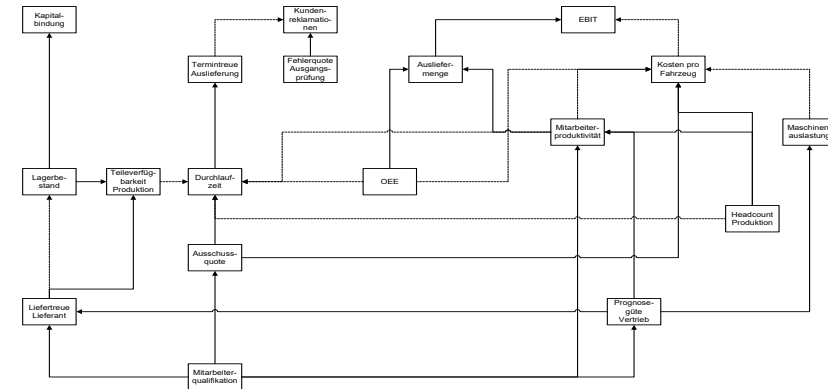 Kapital-
bindung
Kunden-
reklamatio-
nen
EBIT
Termintreue
Auslieferung
Fehlerquote
Ausgangs-
prüfung
Ausliefer-
menge
Kosten pro
Fahrzeug
Mitarbeiter-
produktivität
Maschinen-
auslastung
Lagerbe-
stand
Teileverfüg-
barkeit
Produktion
Durchlauf-
zeit
OEE
Headcount
Produktion
Ausschuss-
quote
Liefertreue
Lieferant
Prognose-
güte
Vertrieb
Mitarbeiter-
qualifikation